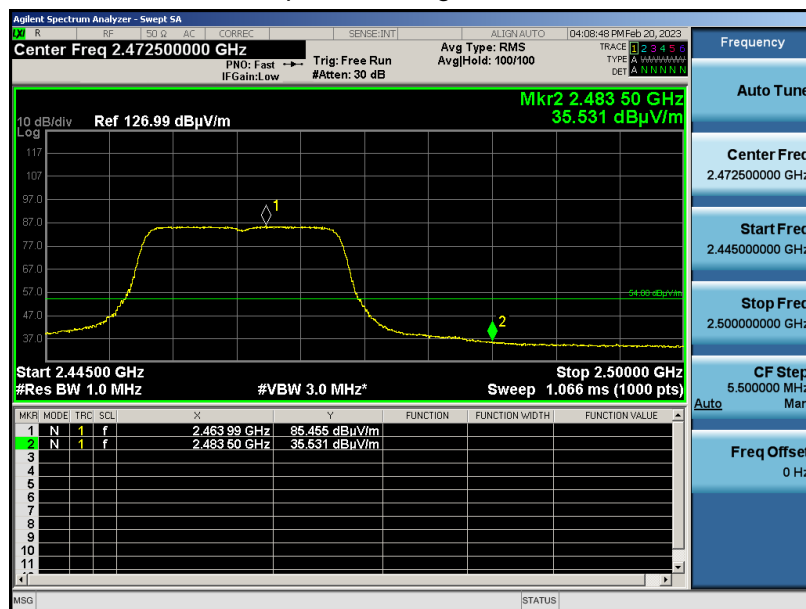 Agilent Spectrum Analyzer - Swept SA
LXI R RF 50 Ω AC CORREC SENSE:INT ALIGN AUTO 04:08:48 PM Feb 20, 2023
Center Freq 2.472500000 GHz
PNO: Fast
IFGain:Low
Trig: Free Run
#Atten: 30 dB
Avg Type: RMS
Avg|Hold: 100/100
TRACE 1 2 3 4 5 6
TYPE A WWWWW
DET A N N N N N
Mkr2 2.483 50 GHz
35.531 dBµV/m
10 dB/div Ref 126.99 dBµV/m
Log
117
107
97.0
87.0
77.0
67.0
57.0
47.0
37.0
1
54.00 dBµV/m
2
Start 2.44500 GHz Stop 2.50000 GHz
#Res BW 1.0 MHz #VBW 3.0 MHz* Sweep 1.066 ms (1000 pts)
MKR MODE TRC SCL X Y FUNCTION FUNCTION WIDTH FUNCTION VALUE
1 N 1 f 2.463 99 GHz 85.455 dBµV/m
2 N 1 f 2.483 50 GHz 35.531 dBµV/m
3
4
5
6
7
8
9
10
11
MSG STATUS
Frequency
Auto Tune
Center Freq
2.472500000 GHz
Start Freq
2.445000000 GHz
Stop Freq
2.500000000 GHz
CF Step
5.500000 MHz
Auto Man
Freq Offset
0 Hz